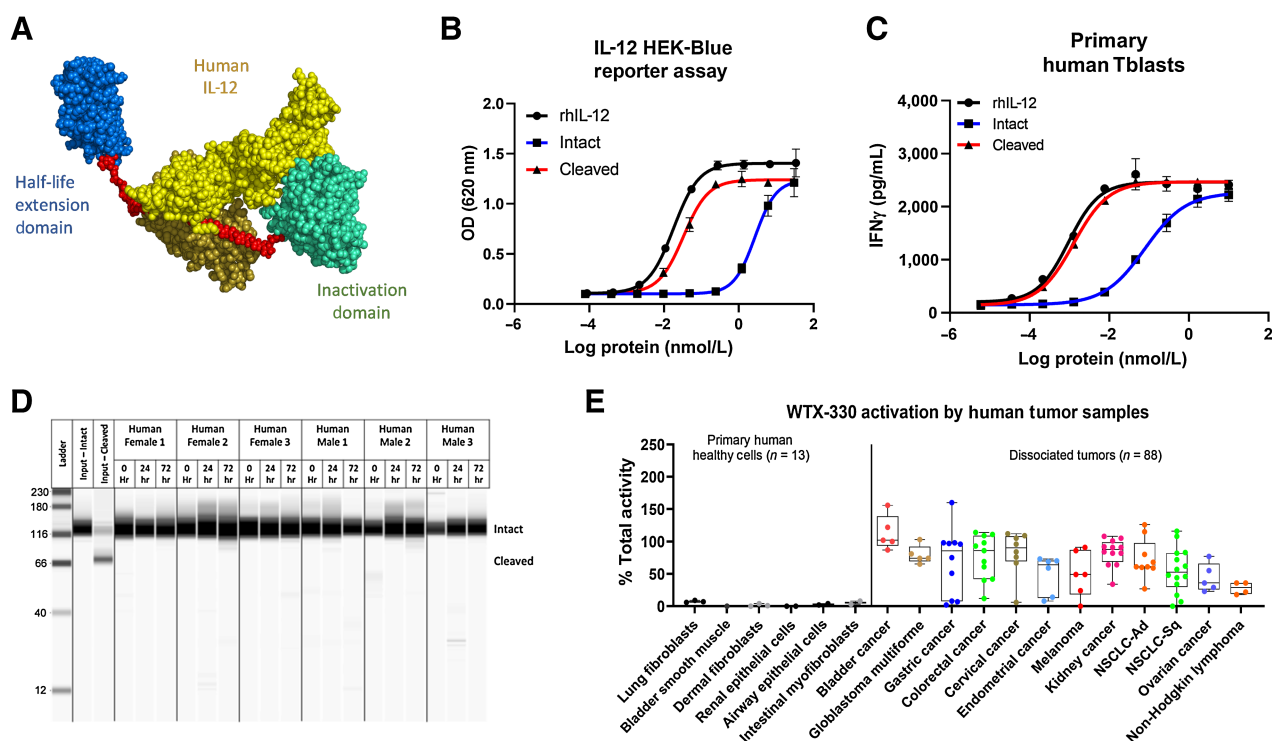 A
Human
IL-12
Half-life
extension
domain
Inactivation
domain
B
IL-12 HEK-Blue
reporter assay
rhIL-12
Intact
Cleaved
OD (620 nm)
2.0
1.5
1.0
0.5
0.0
−6
−4
−2
0
2
Log protein (nmol/L)
C
Primary
human Tblasts
rhIL-12
Intact
Cleaved
IFNγ (pg/mL)
4,000
3,000
2,000
1,000
0
−6
−4
−2
0
2
Log protein (nmol/L)
D
Ladder
Input – Intact
Input – Cleaved
Human
Female 1
Human
Female 2
Human
Female 3
Human
Male 1
Human
Male 2
Human
Male 3
0
Hr
24
hr
72
hr
0
Hr
24
hr
72
hr
0
Hr
24
hr
72
hr
0
Hr
24
hr
72
hr
0
Hr
24
hr
72
hr
0
Hr
24
hr
72
hr
230
180
116
66
40
12
Intact
Cleaved
E
WTX-330 activation by human tumor samples
Primary human
healthy cells (n = 13)
Dissociated tumors (n = 88)
% Total activity
250
200
150
100
50
0
Lung fibroblasts
Bladder smooth muscle
Dermal fibroblasts
Renal epithelial cells
Airway epithelial cells
Intestinal myofibroblasts
Bladder cancer
Globlastoma multiforme
Gastric cancer
Colorectal cancer
Cervical cancer
Endometrial cancer
Melanoma
Kidney cancer
NSCLC-Ad
NSCLC-Sq
Ovarian cancer
Non-Hodgkin lymphoma